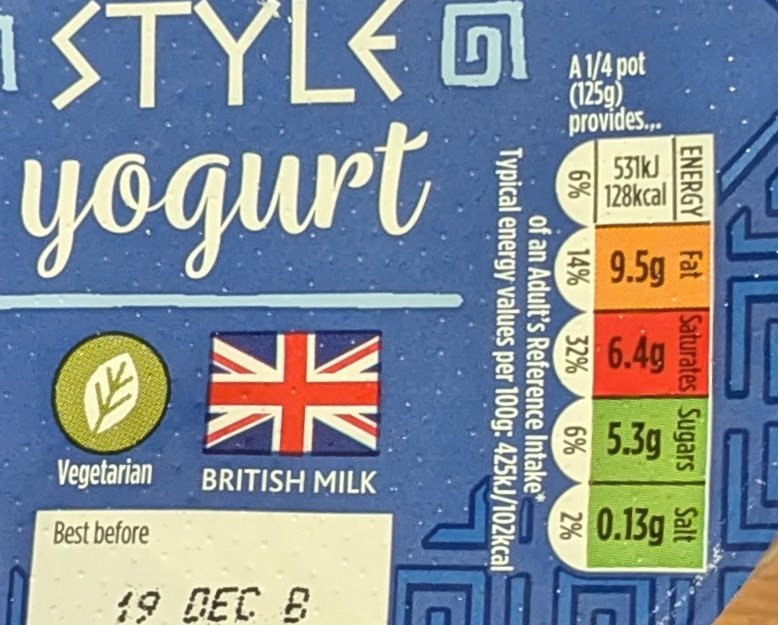 STYLE
yogurt
Vegetarian
BRITISH MILK
Best before
19 DEC B
A 1/4 pot
(125g)
provides...
ENERGY
531kJ
128kcal
6%
Fat
9.5g
14%
Saturates
6.4g
32%
Sugars
5.3g
6%
Salt
0.13g
2%
of an Adult's Reference Intake*
Typical energy values per 100g: 425kJ/102kcal